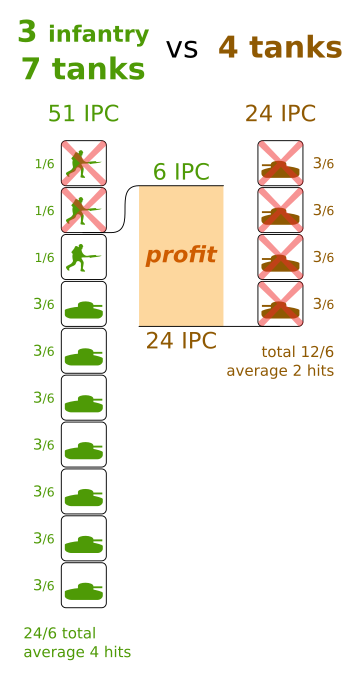 3 infantry
7 tanks
vs
4 tanks
51 IPC
24 IPC
1/6
1/6
1/6
3/6
3/6
3/6
3/6
3/6
3/6
3/6
6 IPC
profit
24 IPC
3/6
3/6
3/6
3/6
total 12/6
average 2 hits
24/6 total
average 4 hits